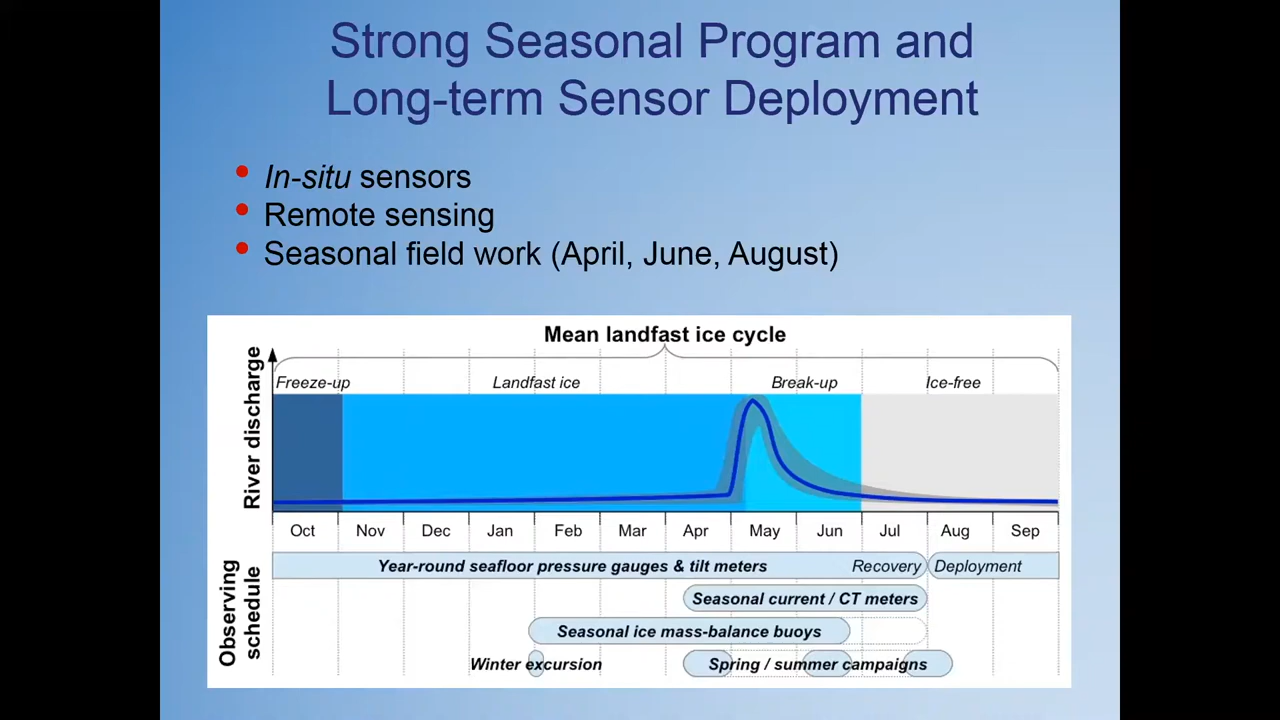 Strong Seasonal Program and
Long-term Sensor Deployment
• In-situ sensors
• Remote sensing
• Seasonal field work (April, June, August)
Mean landfast ice cycle
River discharge
Freeze-up Landfast ice Break-up Ice-free
Oct Nov Dec Jan Feb Mar Apr May Jun Jul Aug Sep
Observing
schedule
Year-round seafloor pressure gauges & tilt meters Recovery Deployment
Seasonal current / CT meters
Seasonal ice mass-balance buoys
Winter excursion Spring / summer campaigns